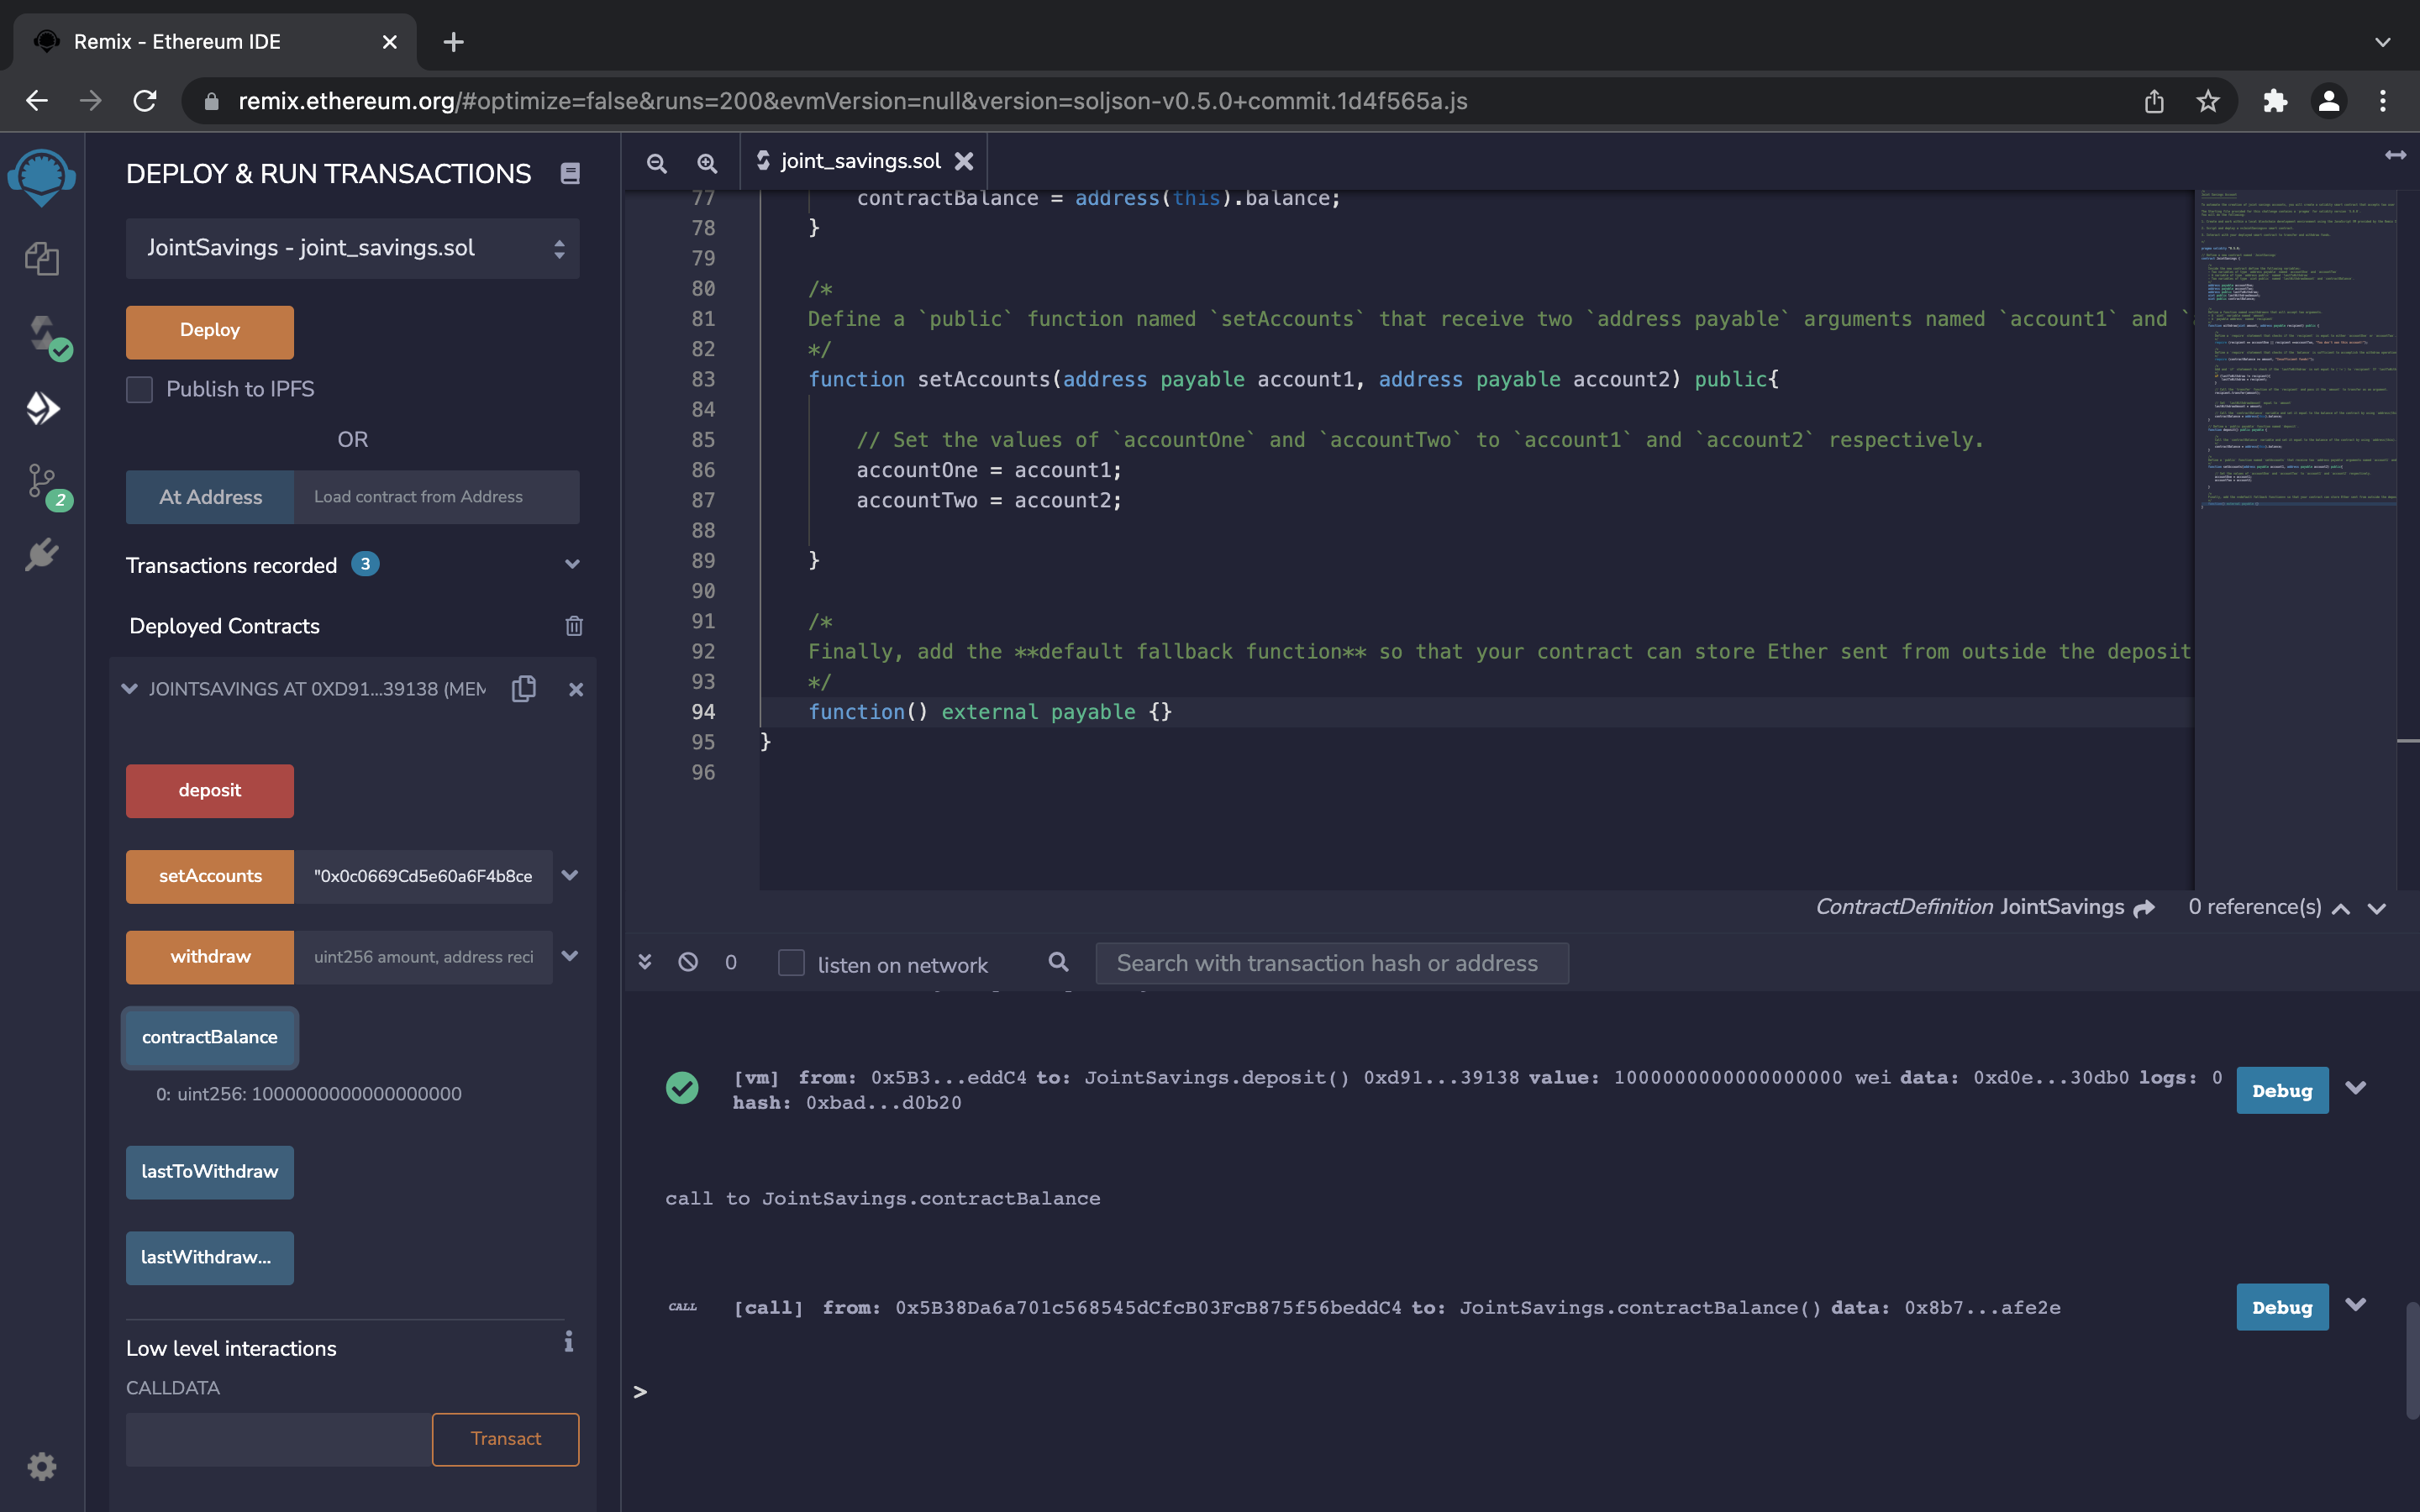 Remix - Ethereum IDE
remix.ethereum.org/#optimize=false&runs=200&evmVersion=null&version=soljson-v0.5.0+commit.1d4f565a.js
DEPLOY & RUN TRANSACTIONS
JointSavings - joint_savings.sol
Deploy
Publish to IPFS
OR
At Address
Load contract from Address
2
Transactions recorded 3
Deployed Contracts
JOINTSAVINGS AT 0XD91...39138 (MEM
deposit
setAccounts
"0x0c0669Cd5e60a6F4b8ce
withdraw
uint256 amount, address reci
contractBalance
0: uint256: 1000000000000000000
lastToWithdraw
lastWithdraw...
Low level interactions
CALLDATA
Transact
joint_savings.sol
77 contractBalance = address(this).balance;
78 }
79
80 /*
81 Define a `public` function named `setAccounts` that receive two `address payable` arguments named `account1` and `
82 */
83 function setAccounts(address payable account1, address payable account2) public{
84
85 // Set the values of `accountOne` and `accountTwo` to `account1` and `account2` respectively.
86 accountOne = account1;
87 accountTwo = account2;
88
89 }
90
91 /*
92 Finally, add the **default fallback function** so that your contract can store Ether sent from outside the deposit
93 */
94 function() external payable {}
95 }
96
ContractDefinition JointSavings 0 reference(s)
0 listen on network Search with transaction hash or address
[vm] from: 0x5B3...eddC4 to: JointSavings.deposit() 0xd91...39138 value: 1000000000000000000 wei data: 0xd0e...30db0 logs: 0
hash: 0xbad...d0b20
Debug
call to JointSavings.contractBalance
CALL [call] from: 0x5B38Da6a701c568545dCfcB03FcB875f56beddC4 to: JointSavings.contractBalance() data: 0x8b7...afe2e
Debug
>